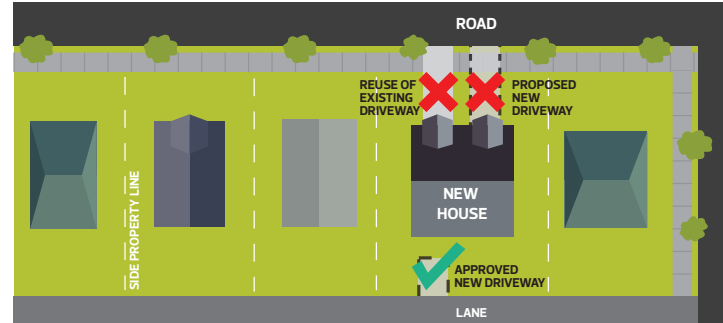 ROAD
REUSE OF
EXISTING
DRIVEWAY
PROPOSED
NEW
DRIVEWAY
SIDE PROPERTY LINE
NEW
HOUSE
APPROVED
NEW DRIVEWAY
LANE